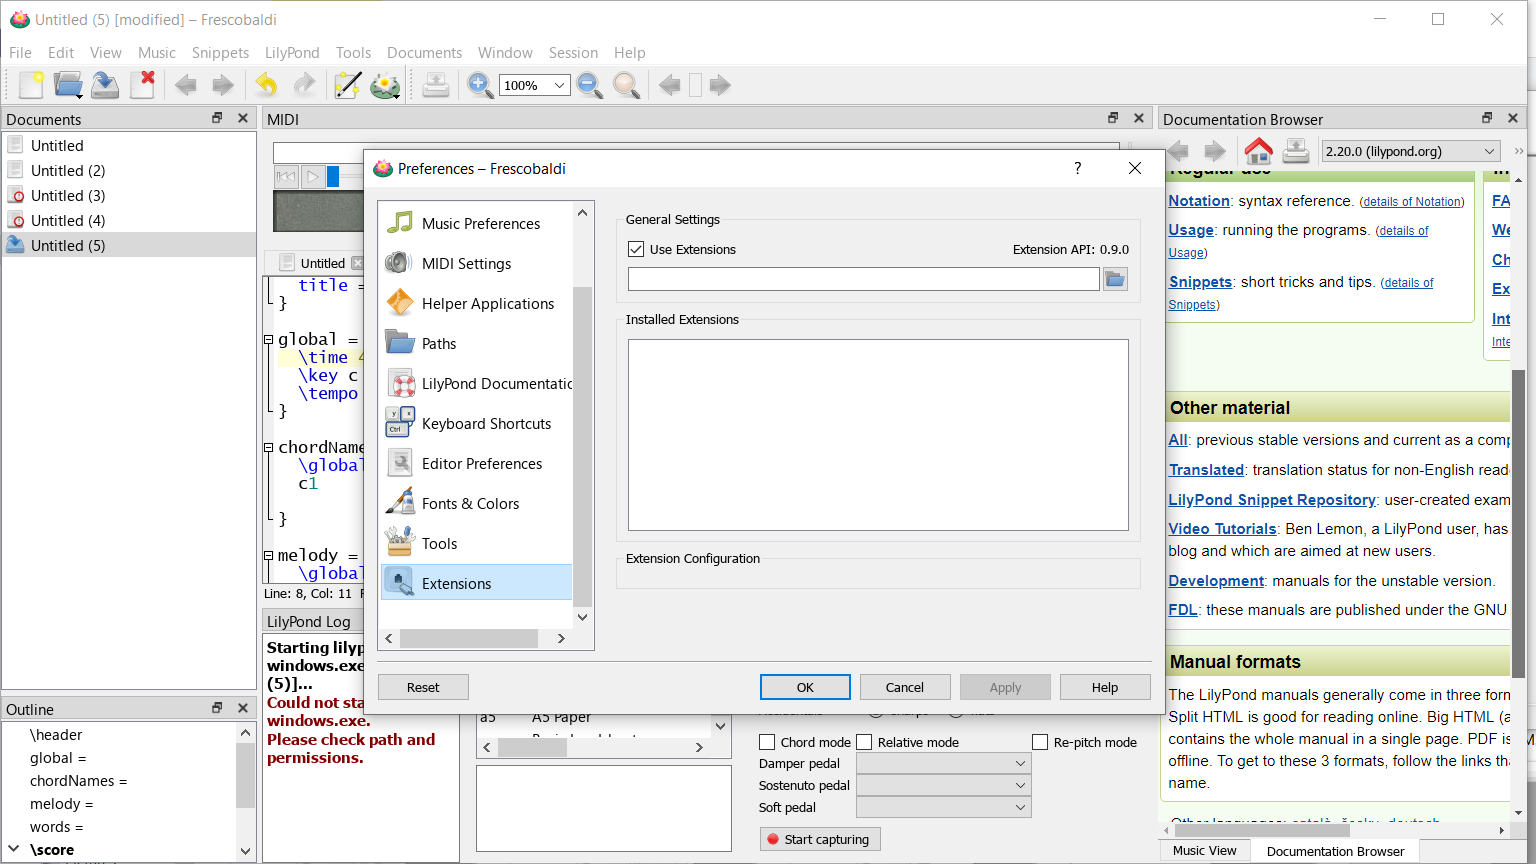 Untitled (5) [modified] – Frescobaldi
File Edit View Music Snippets LilyPond Tools Documents Window Session Help
100%
Documents
Untitled
Untitled (2)
Untitled (3)
Untitled (4)
Untitled (5)
Outline
\header
global =
chordNames =
melody =
words =
\score
MIDI
Untitled
title =
}
global =
\time 4
\key c
\tempo
}
chordName
\global
c1
}
melody =
\global
Line: 8, Col: 11
LilyPond Log
Starting lilyp
windows.exe
(5)]...
Could not sta
windows.exe.
Please check path and
permissions.
Preferences – Frescobaldi
?
Music Preferences
MIDI Settings
Helper Applications
Paths
LilyPond Documentatio
Keyboard Shortcuts
Editor Preferences
Fonts & Colors
Tools
Extensions
General Settings
Use Extensions
Extension API: 0.9.0
Installed Extensions
Extension Configuration
Reset
OK
Cancel
Apply
Help
a5 A5 Paper
Chord mode
Relative mode
Re-pitch mode
Damper pedal
Sostenuto pedal
Soft pedal
Start capturing
Documentation Browser
2.20.0 (lilypond.org)
Regular use
Notation: syntax reference. (details of Notation)
Usage: running the programs. (details of
Usage)
Snippets: short tricks and tips. (details of
Snippets)
FA
We
Ch
Ex
Int
Inte
Other material
All: previous stable versions and current as a comp
Translated: translation status for non-English reade
LilyPond Snippet Repository: user-created exam
Video Tutorials: Ben Lemon, a LilyPond user, has
blog and which are aimed at new users.
Development: manuals for the unstable version.
FDL: these manuals are published under the GNU
Manual formats
The LilyPond manuals generally come in three form
Split HTML is good for reading online. Big HTML (a
contains the whole manual in a single page. PDF is
offline. To get to these 3 formats, follow the links tha
name.
Music View
Documentation Browser